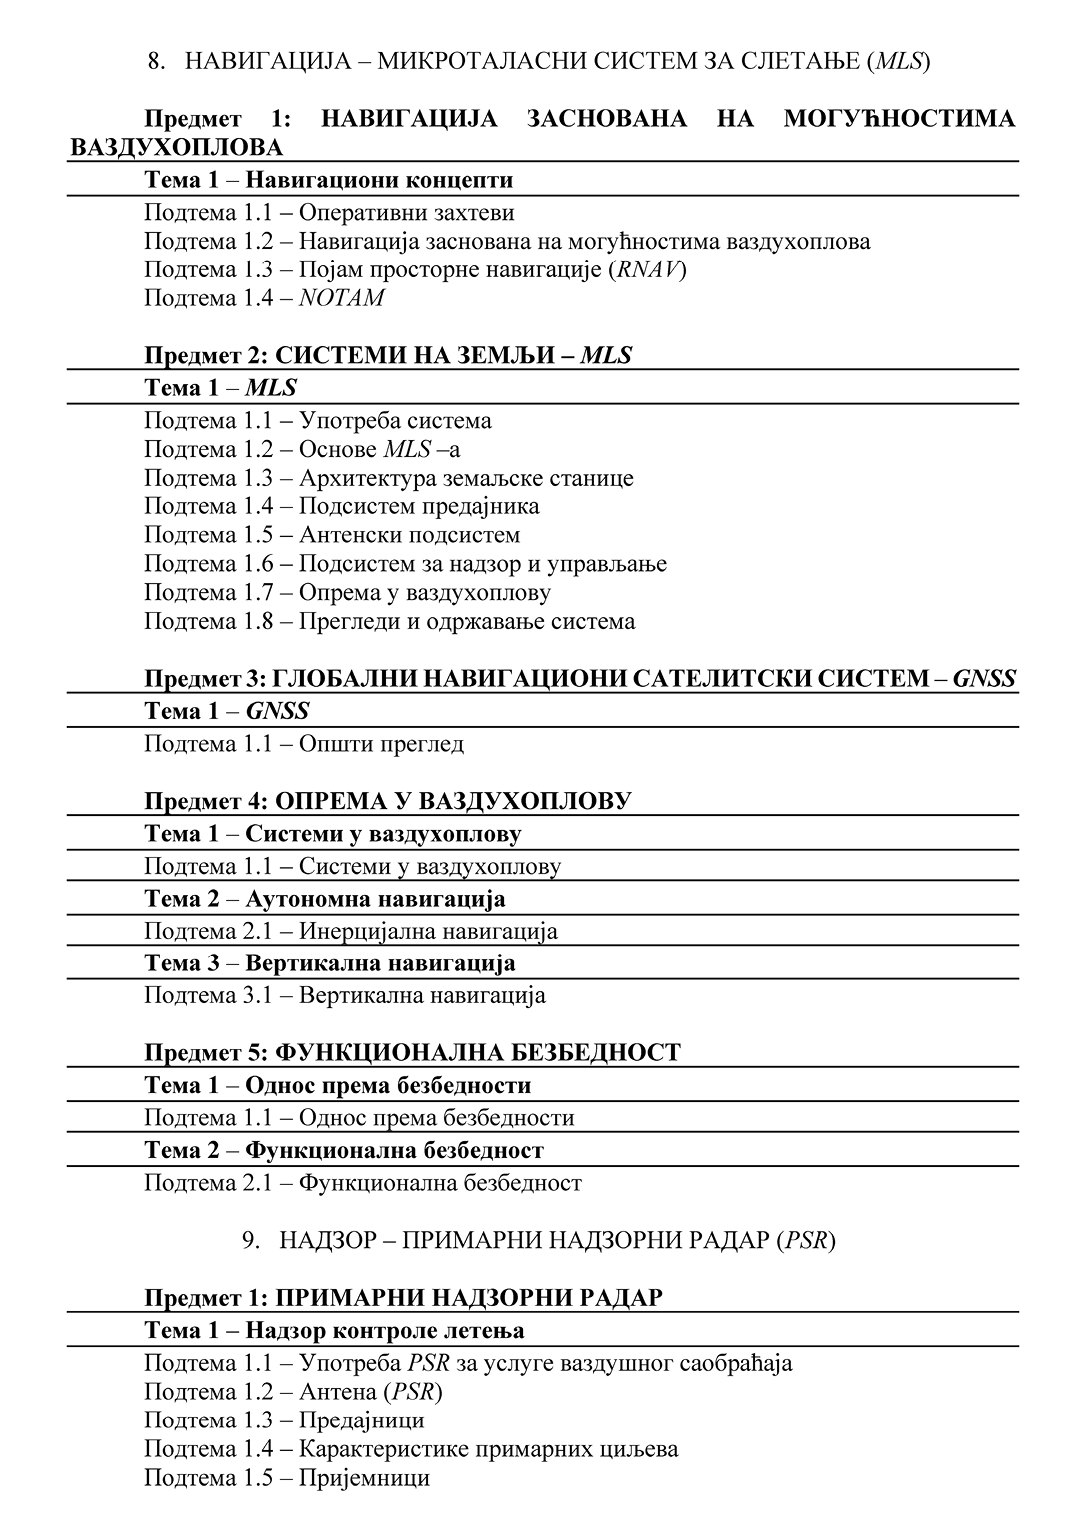 8. НАВИГАЦИЈА – МИКРОТАЛАСНИ СИСТЕМ ЗА СЛЕТАЊЕ (MLS)
Предмет 1: НАВИГАЦИЈА ЗАСНОВАНА НА МОГУЋНОСТИМА
ВАЗДУХОПЛОВА
Тема 1 – Навигациони концепти
Подтема 1.1 – Оперативни захтеви
Подтема 1.2 – Навигација заснована на могућностима ваздухоплова
Подтема 1.3 – Појам просторне навигације (RNAV)
Подтема 1.4 – NOTAM
Предмет 2: СИСТЕМИ НА ЗЕМЉИ – MLS
Тема 1 – MLS
Подтема 1.1 – Употреба система
Подтема 1.2 – Основе MLS –а
Подтема 1.3 – Архитектура земаљске станице
Подтема 1.4 – Подсистем предајника
Подтема 1.5 – Антенски подсистем
Подтема 1.6 – Подсистем за надзор и управљање
Подтема 1.7 – Опрема у ваздухоплову
Подтема 1.8 – Прегледи и одржавање система
Предмет 3: ГЛОБАЛНИ НАВИГАЦИОНИ САТЕЛИТСКИ СИСТЕМ – GNSS
Тема 1 – GNSS
Подтема 1.1 – Општи преглед
Предмет 4: ОПРЕМА У ВАЗДУХОПЛОВУ
Тема 1 – Системи у ваздухоплову
Подтема 1.1 – Системи у ваздухоплову
Тема 2 – Аутономна навигација
Подтема 2.1 – Инерцијална навигација
Тема 3 – Вертикална навигација
Подтема 3.1 – Вертикална навигација
Предмет 5: ФУНКЦИОНАЛНА БЕЗБЕДНОСТ
Тема 1 – Однос према безбедности
Подтема 1.1 – Однос према безбедности
Тема 2 – Функционална безбедност
Подтема 2.1 – Функционална безбедност
9. НАДЗОР – ПРИМАРНИ НАДЗОРНИ РАДАР (PSR)
Предмет 1: ПРИМАРНИ НАДЗОРНИ РАДАР
Тема 1 – Надзор контроле летења
Подтема 1.1 – Употреба PSR за услуге ваздушног саобраћаја
Подтема 1.2 – Антена (PSR)
Подтема 1.3 – Предајници
Подтема 1.4 – Карактеристике примарних циљева
Подтема 1.5 – Пријемници